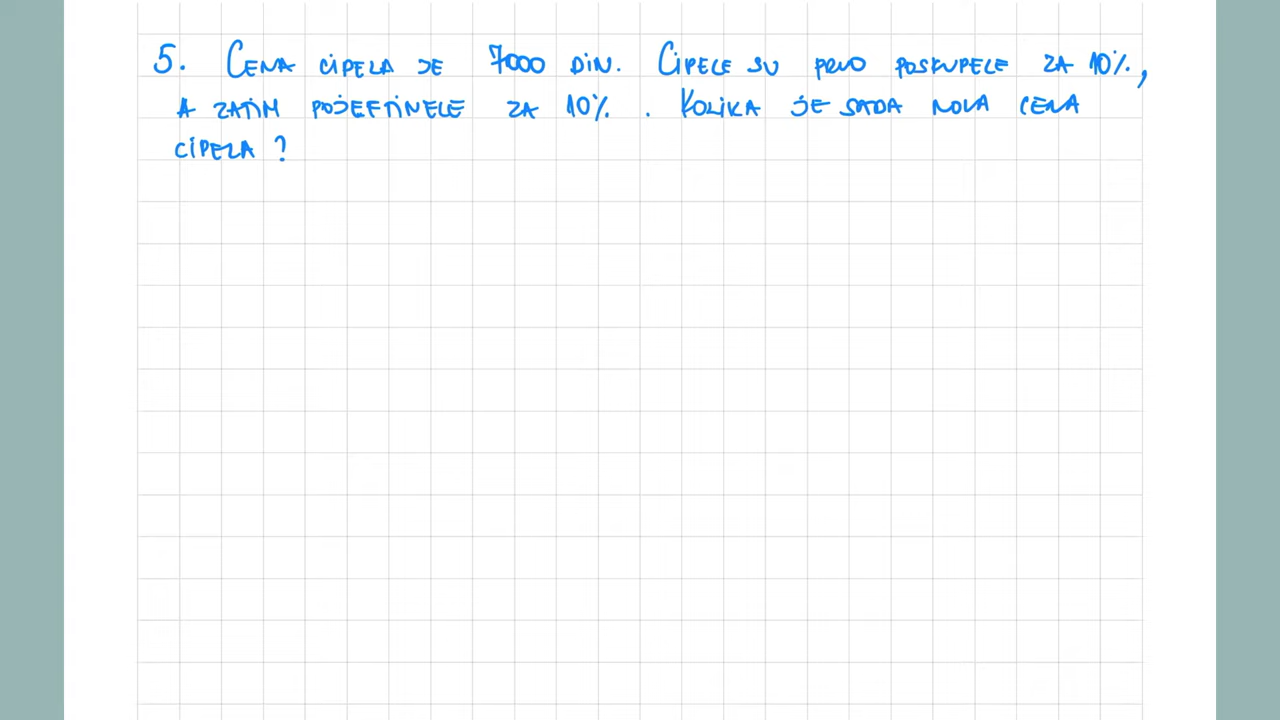 5. Cena cipela je 7000 din. Cipele su prvo poskupele za 10%,
a zatim pojeftinele za 10%. Kolika je sada nova cena
cipela?